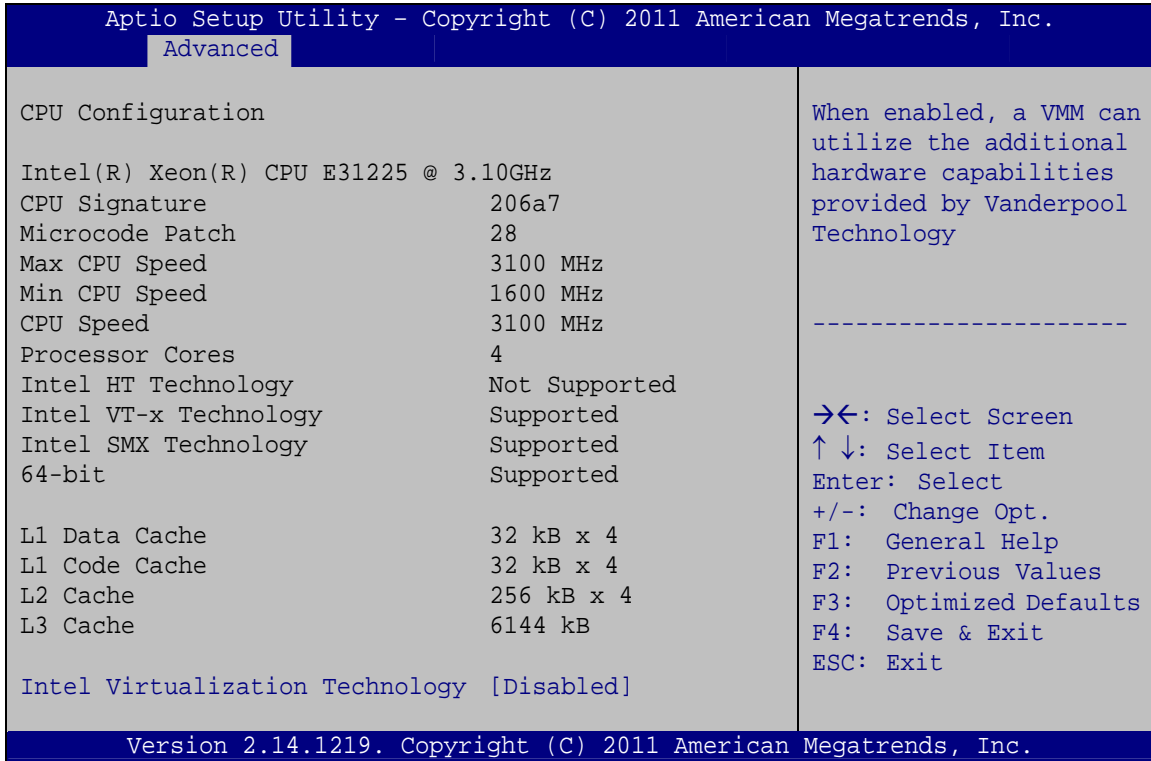 Aptio Setup Utility – Copyright (C) 2011 American Megatrends, Inc.
Advanced
CPU Configuration
Intel(R) Xeon(R) CPU E31225 @ 3.10GHz
CPU Signature 206a7
Microcode Patch 28
Max CPU Speed 3100 MHz
Min CPU Speed 1600 MHz
CPU Speed 3100 MHz
Processor Cores 4
Intel HT Technology Not Supported
Intel VT-x Technology Supported
Intel SMX Technology Supported
64-bit Supported
L1 Data Cache 32 kB x 4
L1 Code Cache 32 kB x 4
L2 Cache 256 kB x 4
L3 Cache 6144 kB
Intel Virtualization Technology [Disabled]
When enabled, a VMM can
utilize the additional
hardware capabilities
provided by Vanderpool
Technology
----------------------
→←: Select Screen
↑ ↓: Select Item
Enter: Select
+/-: Change Opt.
F1: General Help
F2: Previous Values
F3: Optimized Defaults
F4: Save & Exit
ESC: Exit
Version 2.14.1219. Copyright (C) 2011 American Megatrends, Inc.